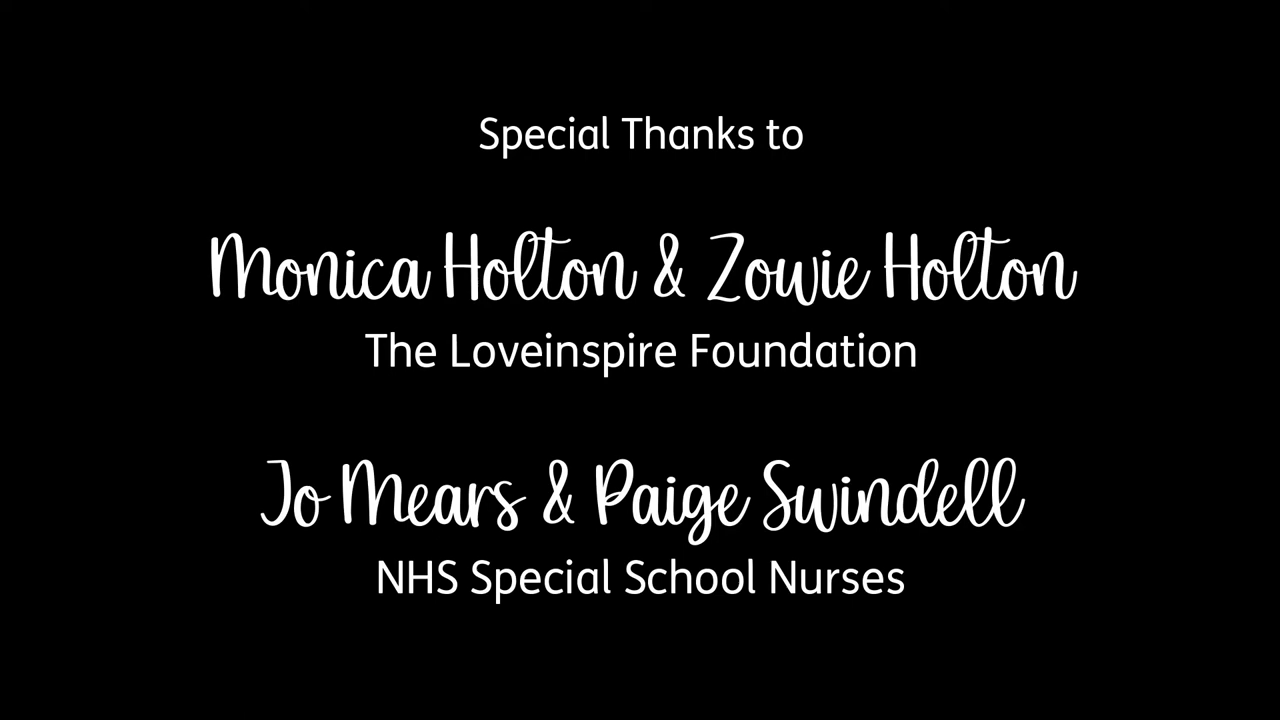 Special Thanks to
Monica Holton & Zowie Holton
The Loveinspire Foundation
Jo Mears & Paige Swindell
NHS Special School Nurses